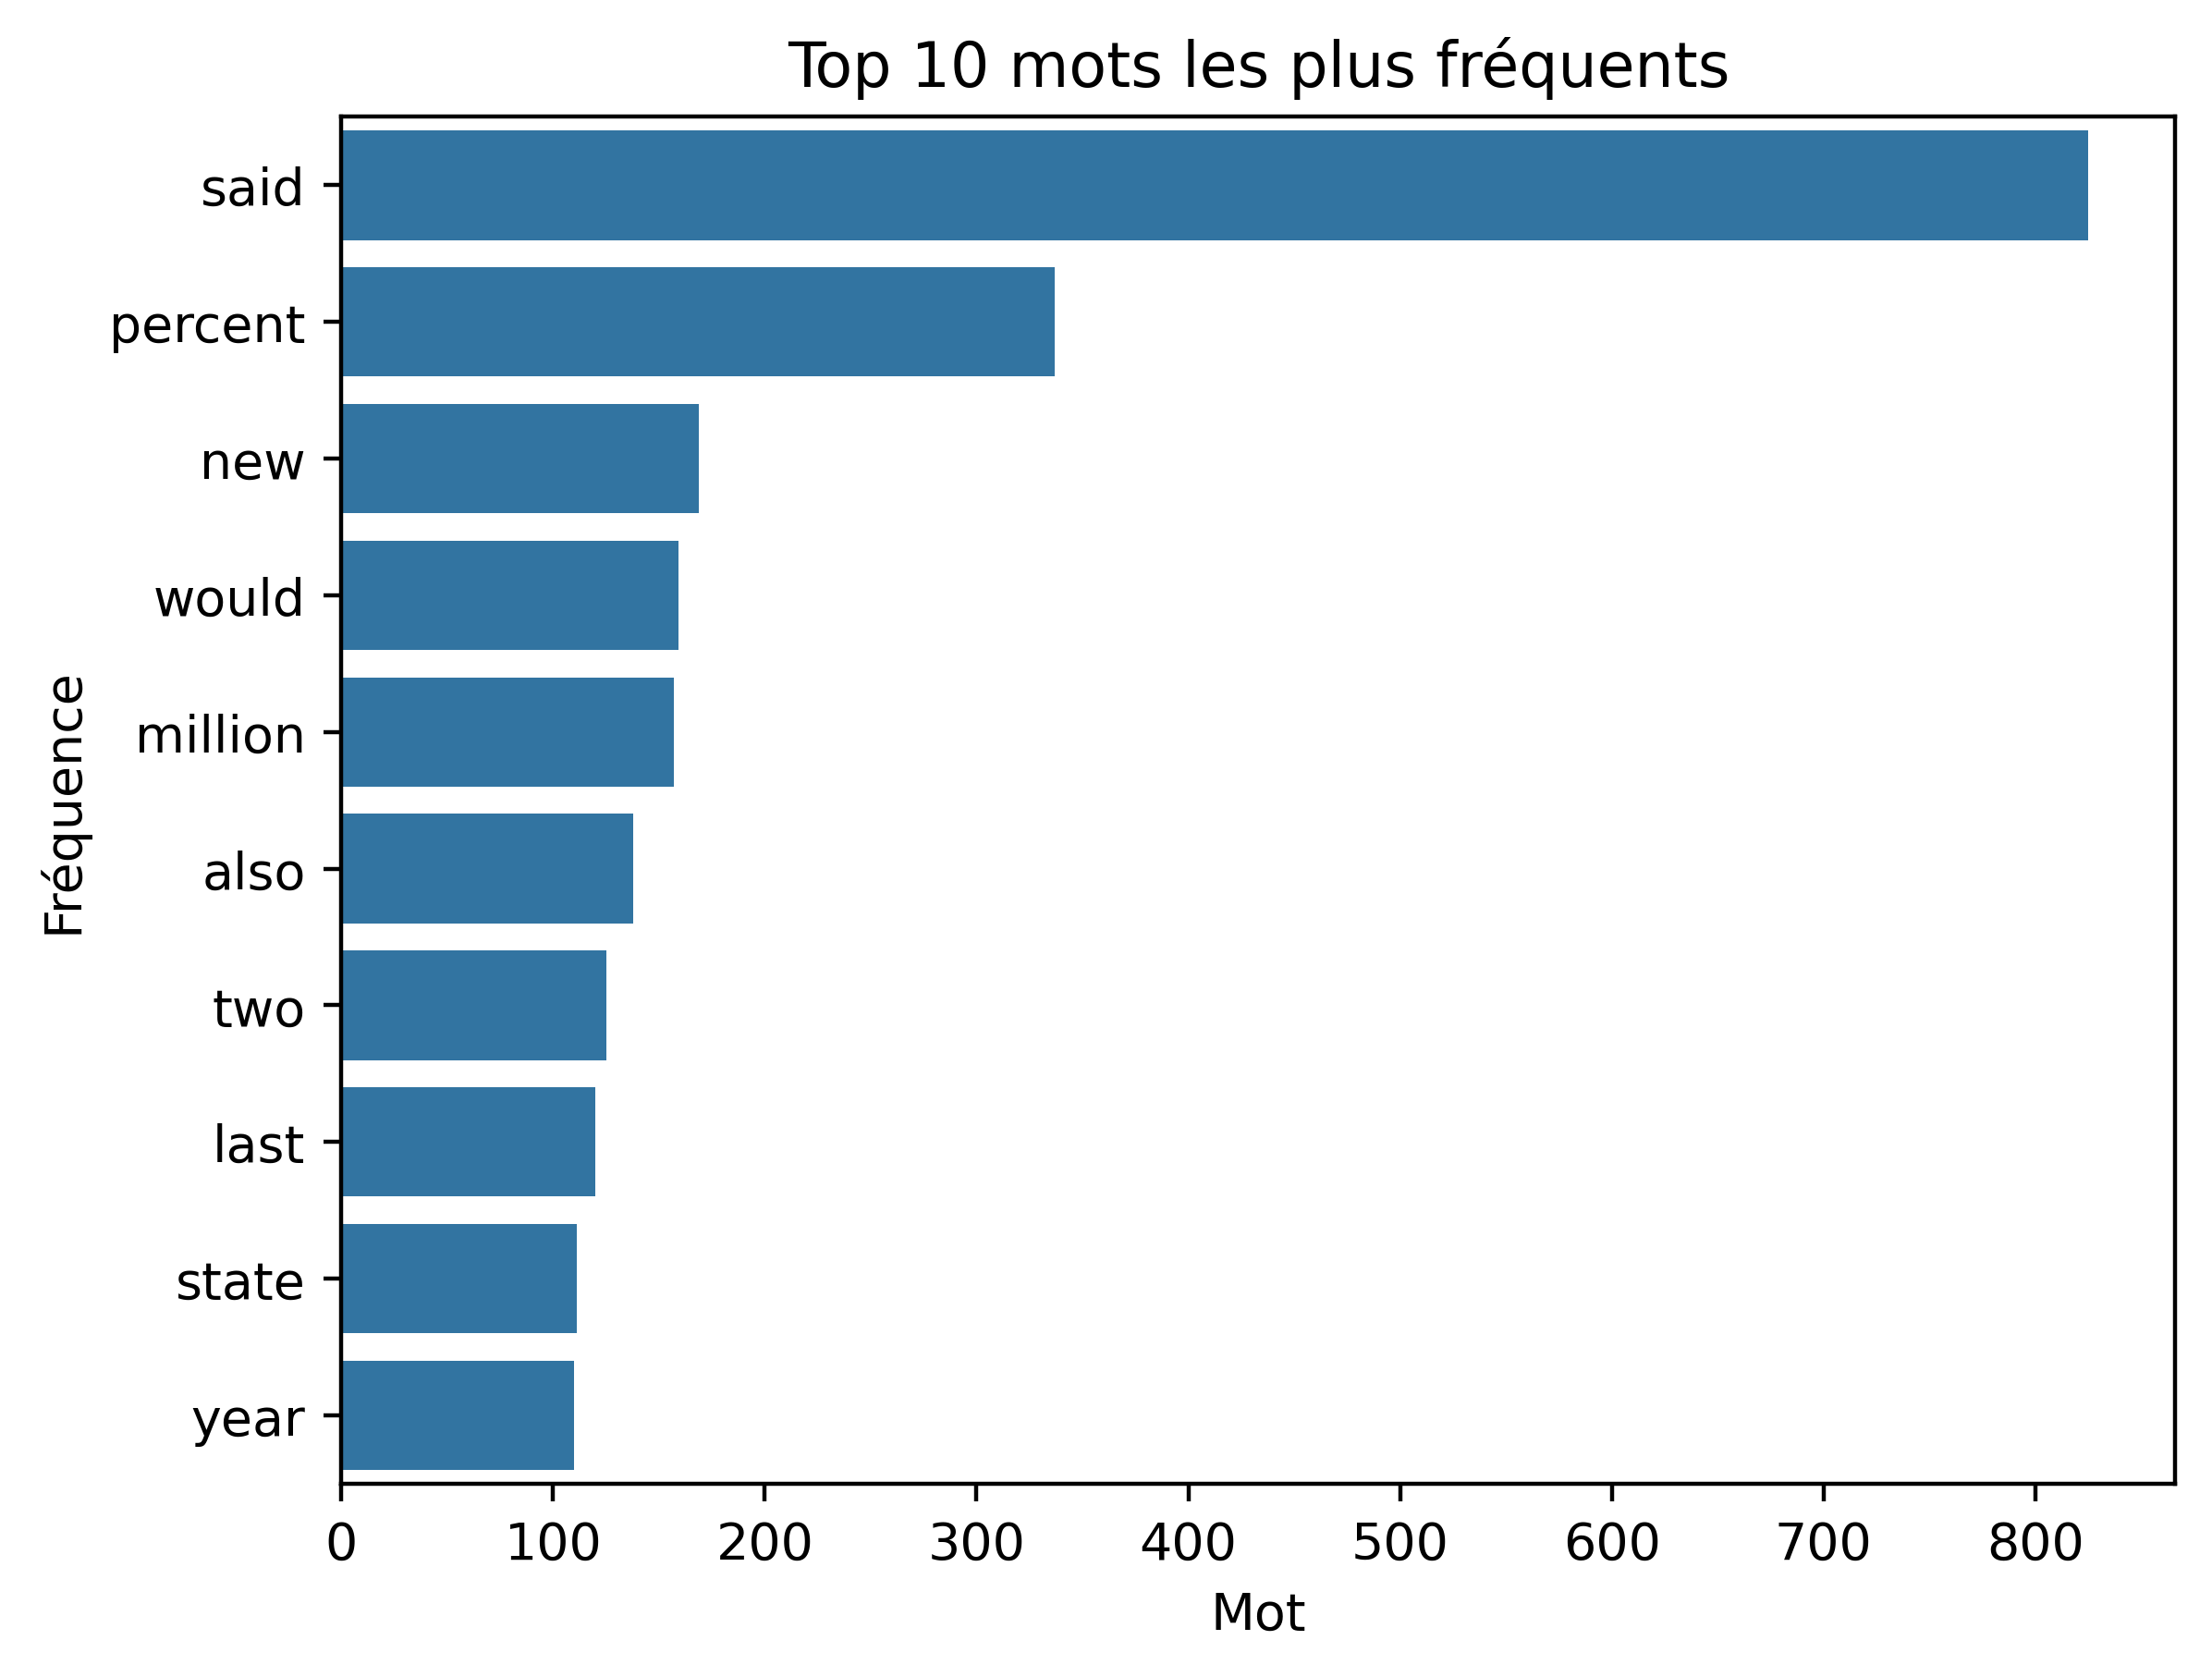 Top 10 mots les plus fréquents
said
percent
new
would
million
also
two
last
state
year
Fréquence
0 100 200 300 400 500 600 700 800
Mot